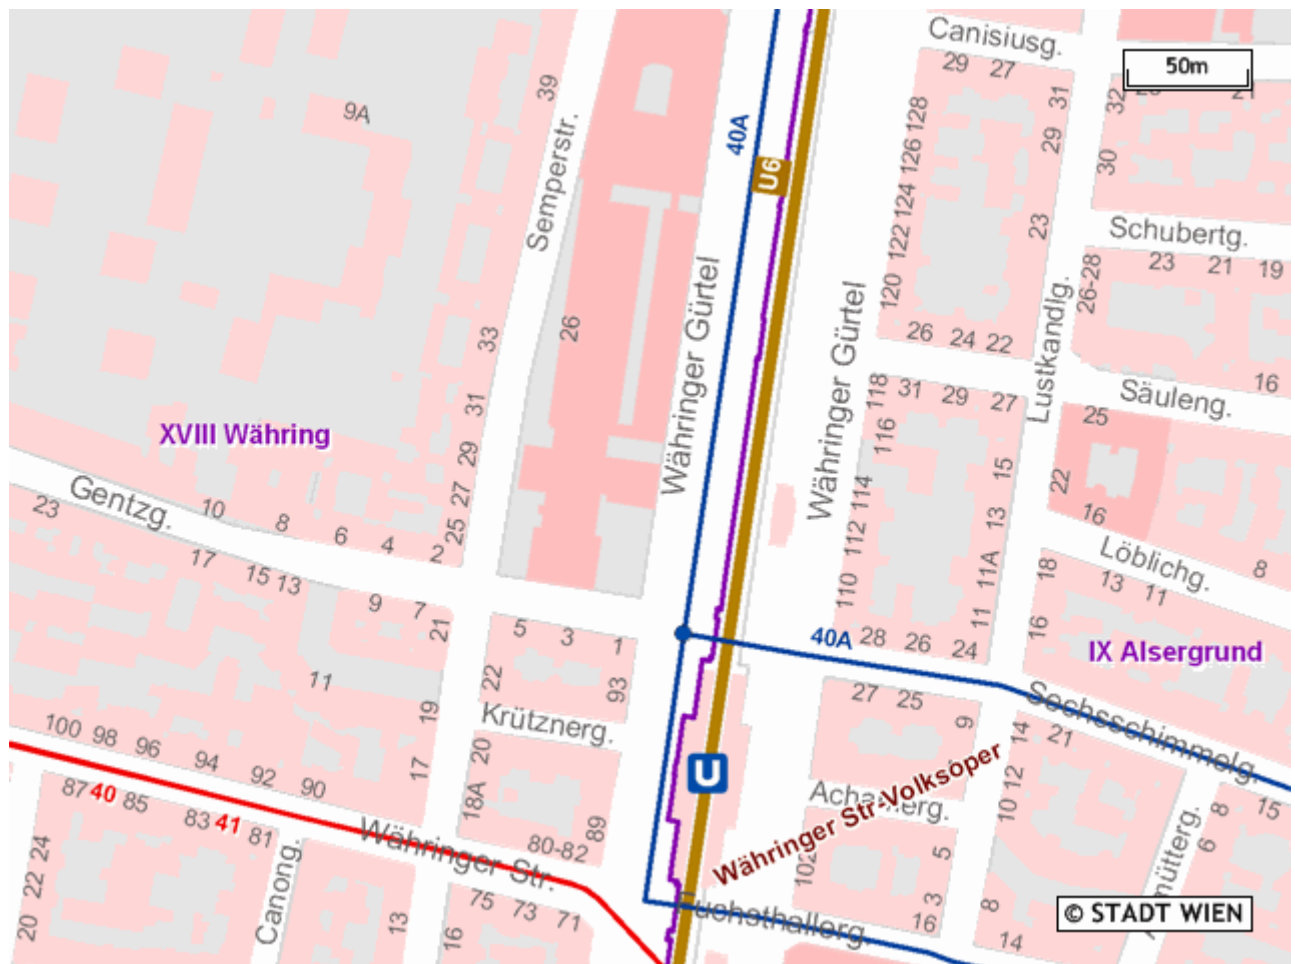 Canisiusg.
29 27
50m
39
9A
128
31
32
21
40A
Semperstr.
126
29
30
U6
124
23
Schubertg.
122
26-28
23 21 19
120
Währinger Gürtel
Währinger Gürtel
26
33
26 24 22
Lustkandlg.
118
31 29 27
16
Säuleng.
25
31
116
XVIII Währing
29
15
27
114
22
Gentzg.
23
10 8 6 4 2
25
13
16
112
Löblichg.
17 15 13 9 7
21
11A
18
13 11
8
110
5 3 1
11
16
40A
28 26 24
IX Alsergrund
11
22
93
27 25
9
Sechsschimmelg.
19
Krütznerg.
14
21
100 98 96 94 92 90
20
17
U
Währinger Str-Volksoper
12
10
15
87 40 85 83 41 81
18A
Achamerg.
8
6
Währinger Str.
80-82
89
24
22
20
Canong.
102
5
3
13
16
75 73 71
Fuchsthallerg.
16
8
14
© STADT WIEN